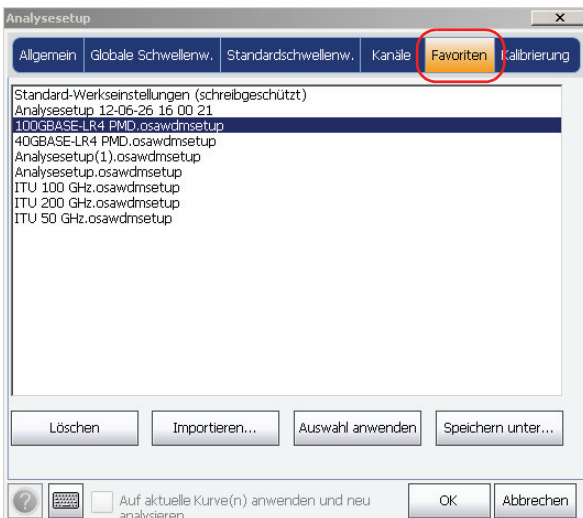 Analysesetup
Allgemein Globale Schwellenw. Standardschwellenw. Kanäle Favoriten Kalibrierung
Standard-Werkseinstellungen (schreibgeschützt)
Analysesetup 12-06-26 16 00 21
100GBASE-LR4 PMD.osawdmsetup
40GBASE-LR4 PMD.osawdmsetup
Analysesetup(1).osawdmsetup
Analysesetup.osawdmsetup
ITU 100 GHz.osawdmsetup
ITU 200 GHz.osawdmsetup
ITU 50 GHz.osawdmsetup
Löschen Importieren... Auswahl anwenden Speichern unter...
Auf aktuelle Kurve(n) anwenden und neu
analysieren
OK Abbrechen